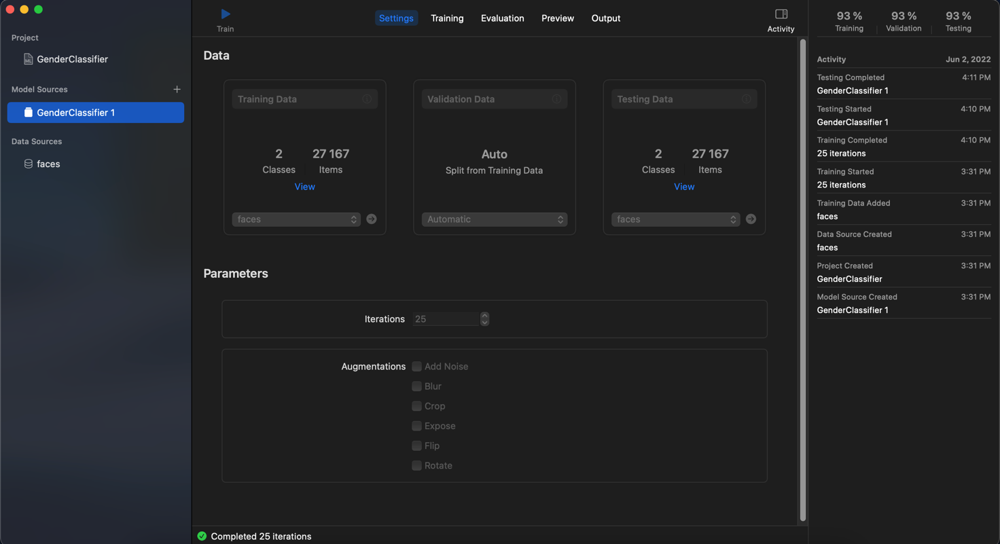 Project
GenderClassifier
Model Sources
GenderClassifier 1
Data Sources
faces
Train
Settings
Training
Evaluation
Preview
Output
Activity
Data
Training Data
2
Classes
27 167
Items
View
faces
Validation Data
Auto
Split from Training Data
Automatic
Testing Data
2
Classes
27 167
Items
View
faces
Parameters
Iterations 25
Augmentations
Add Noise
Blur
Crop
Expose
Flip
Rotate
Completed 25 iterations
93 %
Training
93 %
Validation
93 %
Testing
Activity Jun 2, 2022
Testing Completed 4:11 PM
GenderClassifier 1
Testing Started 4:10 PM
GenderClassifier 1
Training Completed 4:10 PM
25 iterations
Training Started 3:31 PM
25 iterations
Training Data Added 3:31 PM
faces
Data Source Created 3:31 PM
faces
Project Created 3:31 PM
GenderClassifier
Model Source Created 3:31 PM
GenderClassifier 1